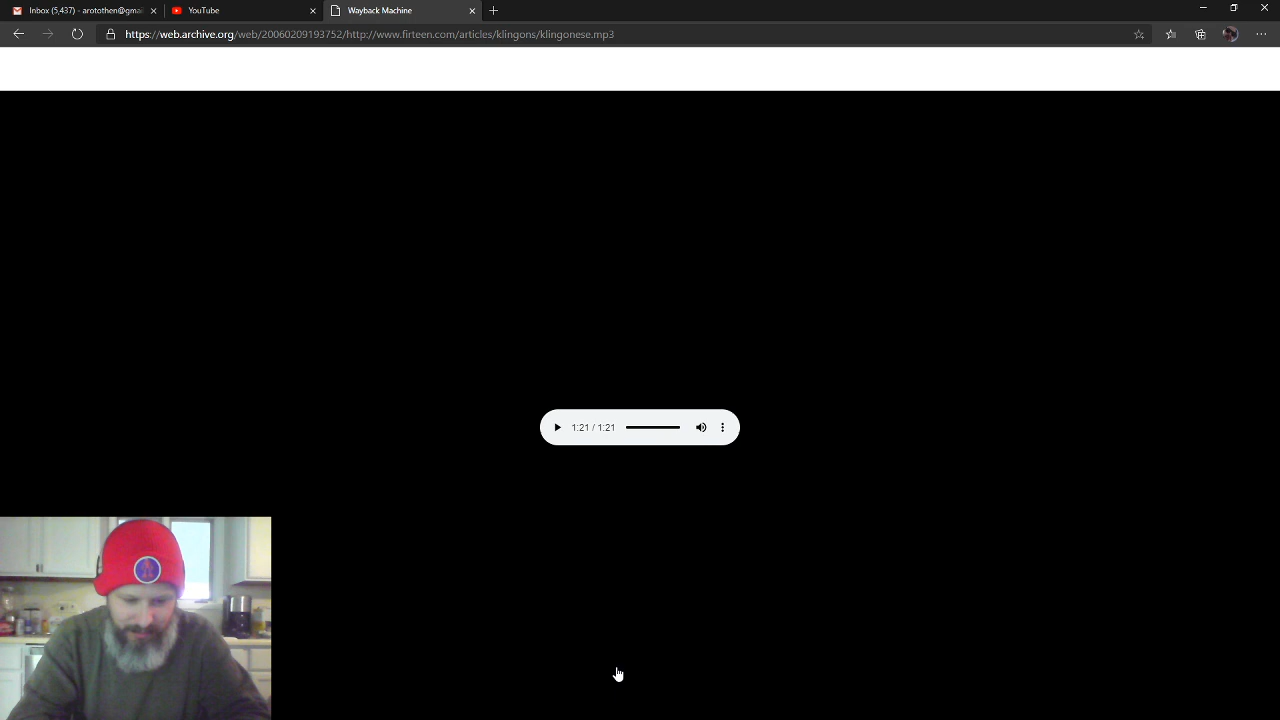 Inbox (5,437) - arotothen@gmai
YouTube
Wayback Machine
https://web.archive.org/web/20060209193752/http://www.firteen.com/articles/klingons/klingonese.mp3
1:21 / 1:21